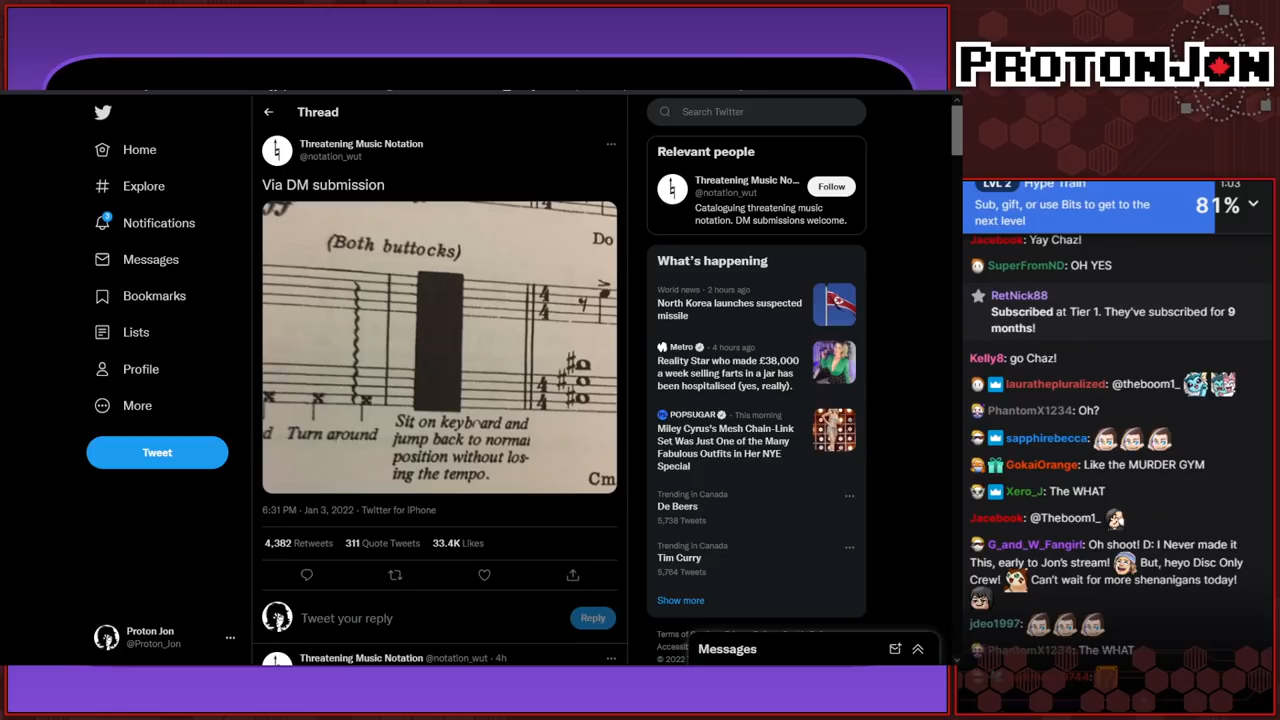 PROTONJON
Thread
Search Twitter
Home
Explore
3
Notifications
Messages
Bookmarks
Lists
Profile
More
Tweet
Proton Jon
@Proton_Jon
Threatening Music Notation
@notation_wut
Via DM submission
(Both buttocks)
Do
4
4
4
4
d
Turn around
Sit on keyboard and
jump back to normal
position without los-
ing the tempo.
Cm
6:31 PM · Jan 3, 2022 · Twitter for iPhone
4,382 Retweets 311 Quote Tweets 33.4K Likes
Tweet your reply
Reply
Threatening Music Notation @notation_wut · 4h
Relevant people
Threatening Music No...
@notation_wut
Follow
Cataloguing threatening music
notation. DM submissions welcome.
What's happening
World news · 2 hours ago
North Korea launches suspected
missile
Metro · 4 hours ago
Reality Star who made £38,000
a week selling farts in a jar has
been hospitalised (yes, really).
POPSUGAR · This morning
Miley Cyrus's Mesh Chain-Link
Set Was Just One of the Many
Fabulous Outfits in Her NYE
Special
Trending in Canada
De Beers
5,738 Tweets
Trending in Canada
Tim Curry
5,764 Tweets
Show more
Terms of
© 2022
Messages
LVL 2 Hype Train 1:03
Sub, gift, or use Bits to get to the
next level
81%
Jacebook: Yay Chaz!
SuperFromND: OH YES
RetNick88
Subscribed at Tier 1. They've subscribed for 9
months!
Kelly8: go Chaz!
laurathepluralized: @theboom1_
PhantomX1234: Oh?
sapphirebecca:
GokaiOrange: Like the MURDER GYM
Xero_J: The WHAT
Jacebook: @Theboom1_
G_and_W_Fangirl: Oh shoot! D: I Never made it
This, early to Jon's stream! But, heyo Disc Only
Crew! Can't wait for more shenanigans today!
jdeo1997:
PhantomX1234: The WHAT